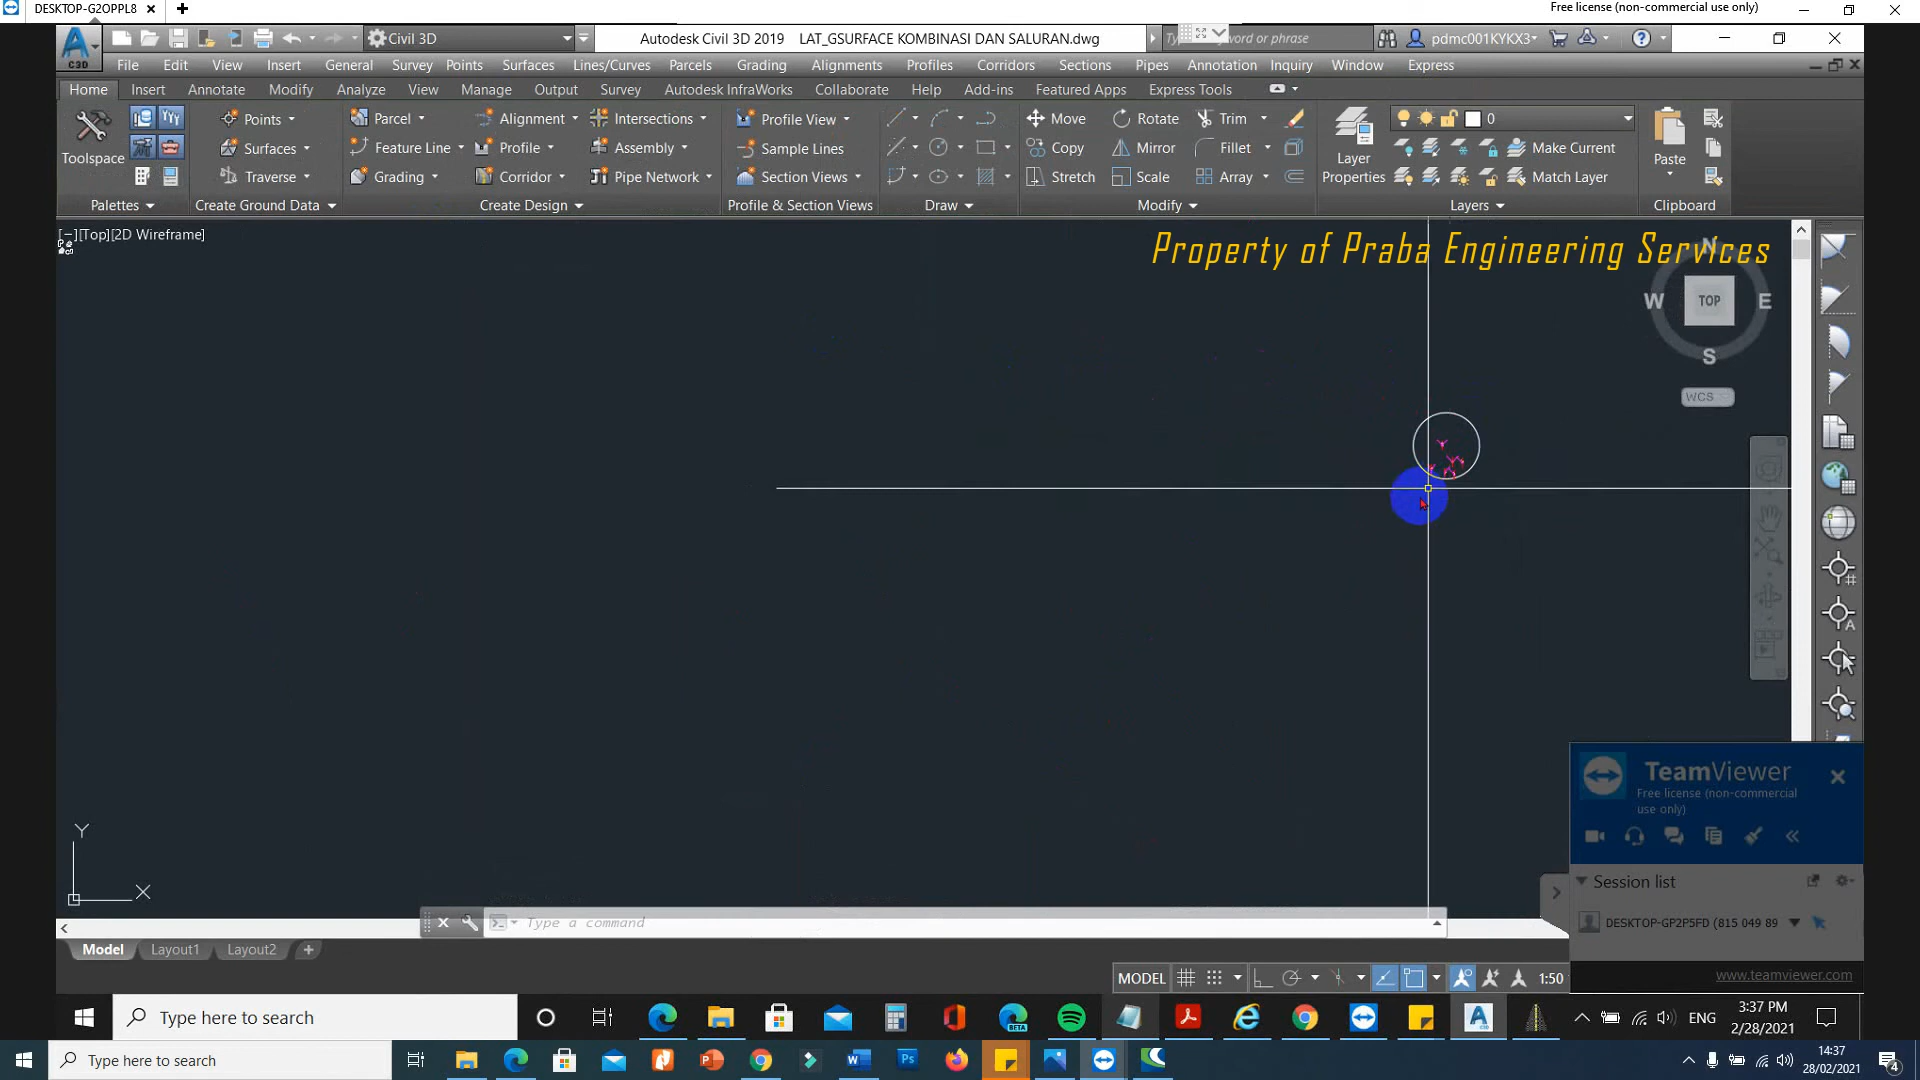 DESKTOP-G2OPPL8
Free license (non-commercial use only)
C3D
Civil 3D
Autodesk Civil 3D 2019 LAT_GSURFACE KOMBINASI DAN SALURAN.dwg
word or phrase
pdmc001KYKX3
File Edit View Insert General Survey Points Surfaces Lines/Curves Parcels Grading Alignments Profiles Corridors Sections Pipes Annotation Inquiry Window Express
Home Insert Annotate Modify Analyze View Manage Output Survey Autodesk InfraWorks Collaborate Help Add-ins Featured Apps Express Tools
Toolspace
Points
Surfaces
Traverse
Parcel
Feature Line
Grading
Alignment
Profile
Corridor
Intersections
Assembly
Pipe Network
Profile View
Sample Lines
Section Views
Move
Copy
Stretch
Rotate
Mirror
Scale
Trim
Fillet
Array
Layer
Properties
0
Make Current
Match Layer
Paste
Palettes Create Ground Data Create Design Profile & Section Views Draw Modify Layers Clipboard
[−][Top][2D Wireframe]
Property of Praba Engineering Services
N
W TOP E
S
WCS
Y
X
Type a command
Model Layout1 Layout2
MODEL
1:50
TeamViewer
Free license (non-commercial
use only)
Session list
DESKTOP-GP2P5FD (815 049 89
www.teamviewer.com
Type here to search
BETA
ENG
3:37 PM
2/28/2021
Type here to search
14:37
28/02/2021
4